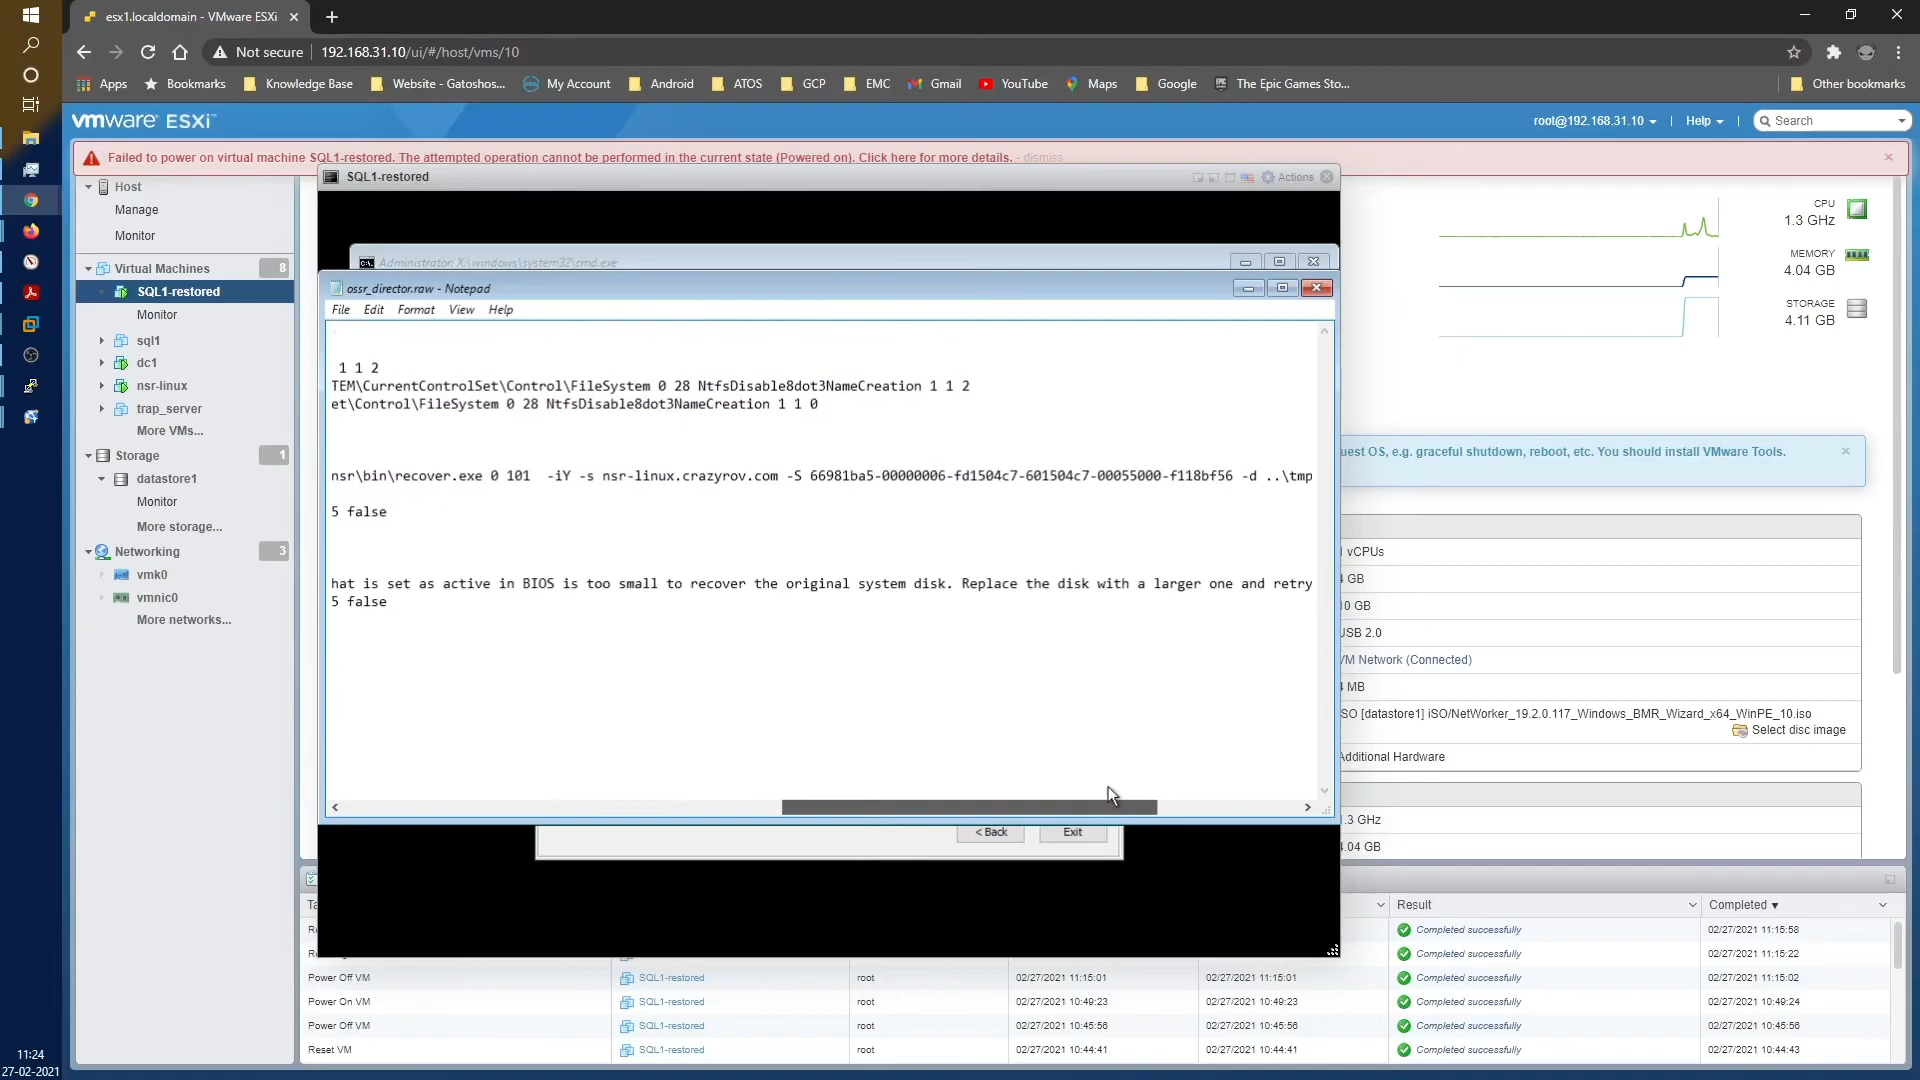 esx1.localdomain - VMware ESXi
Not secure
192.168.31.10/ui/#/host/vms/10
Apps
Bookmarks
Knowledge Base
Website - Gatoshos...
My Account
Android
ATOS
GCP
EMC
Gmail
YouTube
Maps
Google
The Epic Games Sto...
Other bookmarks
vmware ESXi
root@192.168.31.10
Help
Search
Failed to power on virtual machine SQL1-restored. The attempted operation cannot be performed in the current state (Powered on). Click here for more details. - dismiss
Host
Manage
Monitor
Virtual Machines 8
SQL1-restored
Monitor
sql1
dc1
nsr-linux
trap_server
More VMs...
Storage 1
datastore1
Monitor
More storage...
Networking 3
vmk0
vmnic0
More networks...
SQL1-restored
Actions
Administrator: X:\windows\system32\cmd.exe
ossr_director.raw - Notepad
File Edit Format View Help
1 1 2
TEM\CurrentControlSet\Control\FileSystem 0 28 NtfsDisable8dot3NameCreation 1 1 2
et\Control\FileSystem 0 28 NtfsDisable8dot3NameCreation 1 1 0
nsr\bin\recover.exe 0 101 -iY -s nsr-linux.crazyrov.com -S 66981ba5-00000006-fd1504c7-601504c7-00055000-f118bf56 -d ..\tmp
5 false
hat is set as active in BIOS is too small to recover the original system disk. Replace the disk with a larger one and retry
5 false
< Back
Exit
CPU
1.3 GHz
MEMORY
4.04 GB
STORAGE
4.11 GB
uest OS, e.g. graceful shutdown, reboot, etc. You should install VMware Tools.
vCPUs
GB
0 GB
USB 2.0
VM Network (Connected)
MB
SO [datastore1] iSO/NetWorker_19.2.0.117_Windows_BMR_Wizard_x64_WinPE_10.iso
Select disc image
Additional Hardware
1.3 GHz
4.04 GB
Ta
Result
Completed
Re
Completed successfully
02/27/2021 11:15:58
Completed successfully
02/27/2021 11:15:22
Power Off VM
SQL1-restored
root
02/27/2021 11:15:01
02/27/2021 11:15:01
Completed successfully
02/27/2021 11:15:02
Power On VM
SQL1-restored
root
02/27/2021 10:49:23
02/27/2021 10:49:23
Completed successfully
02/27/2021 10:49:24
Power Off VM
SQL1-restored
root
02/27/2021 10:45:56
02/27/2021 10:45:56
Completed successfully
02/27/2021 10:45:56
Reset VM
SQL1-restored
root
02/27/2021 10:44:41
02/27/2021 10:44:41
Completed successfully
02/27/2021 10:44:43
11:24
27-02-2021